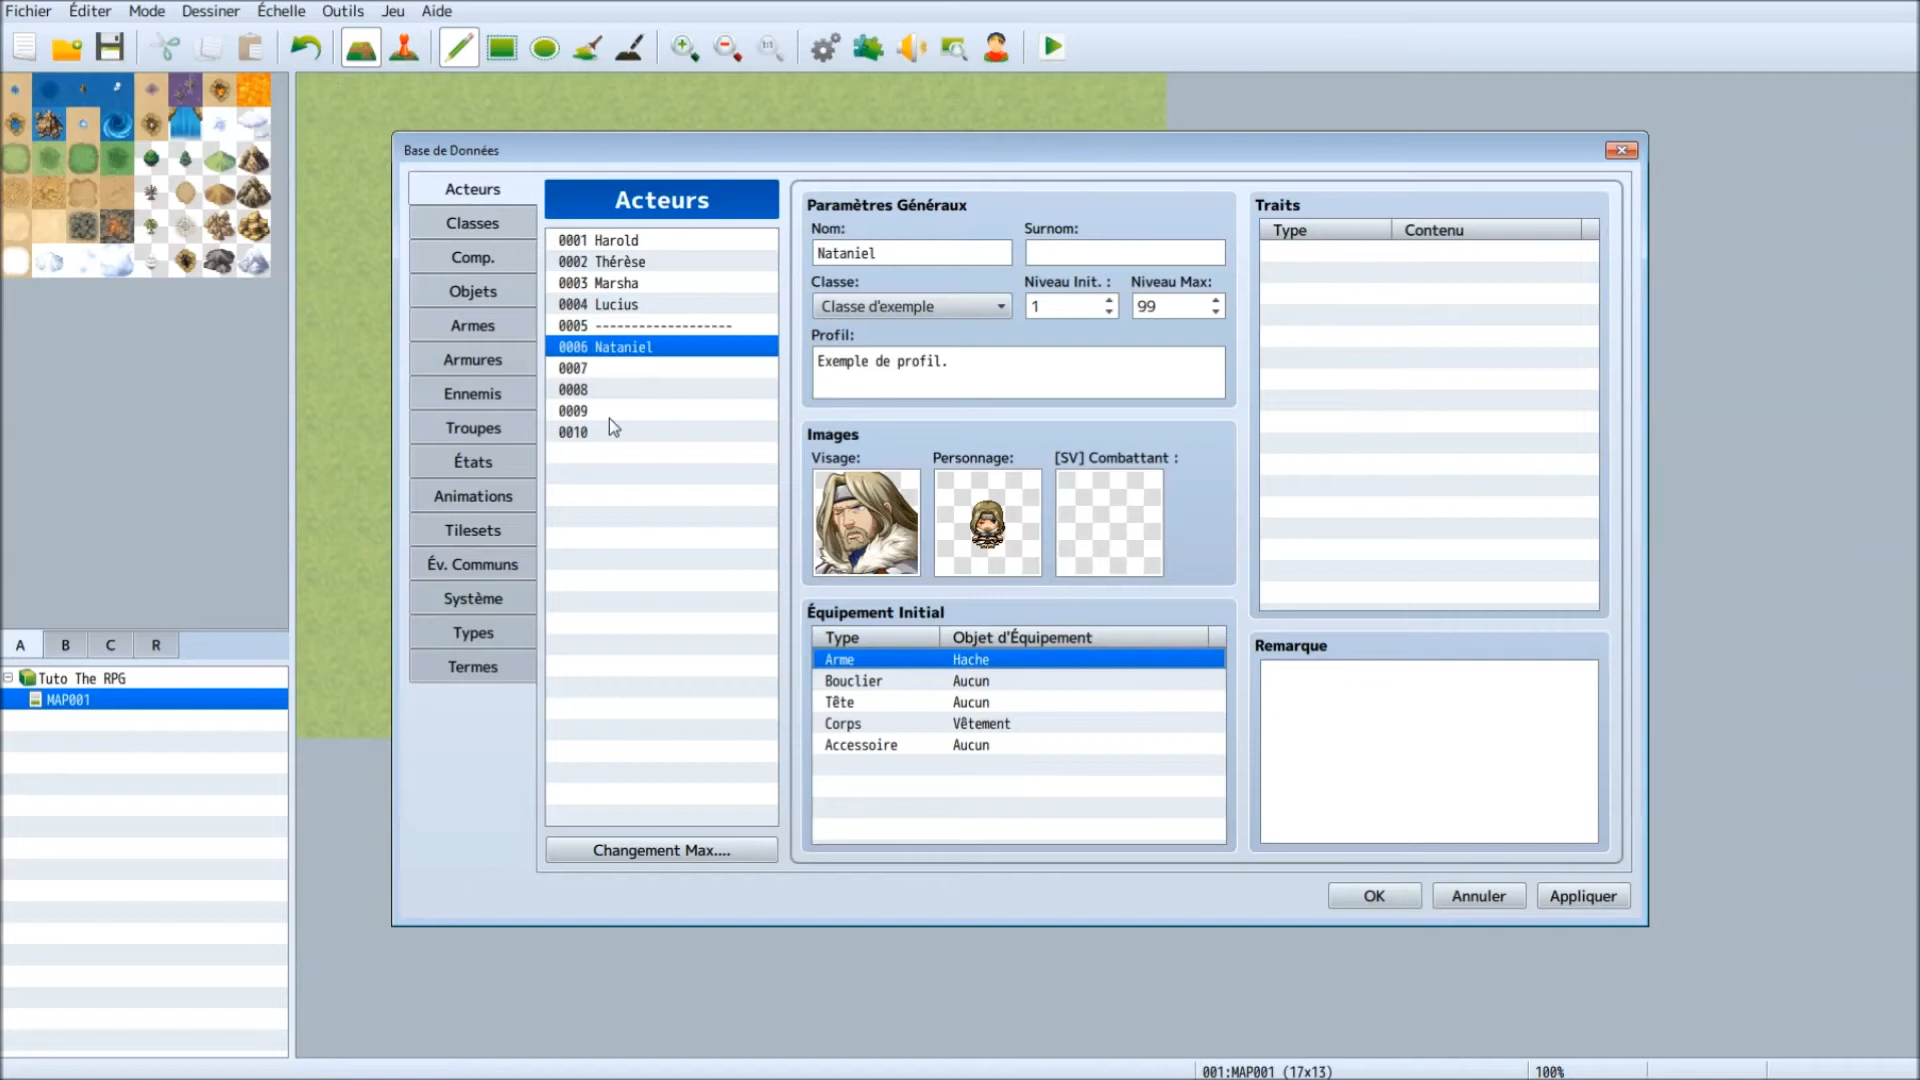 Fichier Éditer Mode Dessiner Échelle Outils Jeu Aide
Base de Données
Acteurs
Classes
Comp.
Objets
Armes
Armures
Ennemis
Troupes
États
Animations
Tilesets
Év. Communs
Système
Types
Termes
Acteurs
0001 Harold
0002 Thérèse
0003 Marsha
0004 Lucius
0005 -------------------
0006 Nataniel
0007
0008
0009
0010
Changement Max....
Paramètres Généraux
Nom: Surnom:
Nataniel
Classe: Niveau Init. : Niveau Max:
Classe d'exemple 1 99
Profil:
Exemple de profil.
Images
Visage: Personnage: [SV] Combattant :
Équipement Initial
Type Objet d'Équipement
Arme Hache
Bouclier Aucun
Tête Aucun
Corps Vêtement
Accessoire Aucun
Traits
Type Contenu
Remarque
OK Annuler Appliquer
A B C R
Tuto The RPG
MAP001
001:MAP001 (17x13) 100%